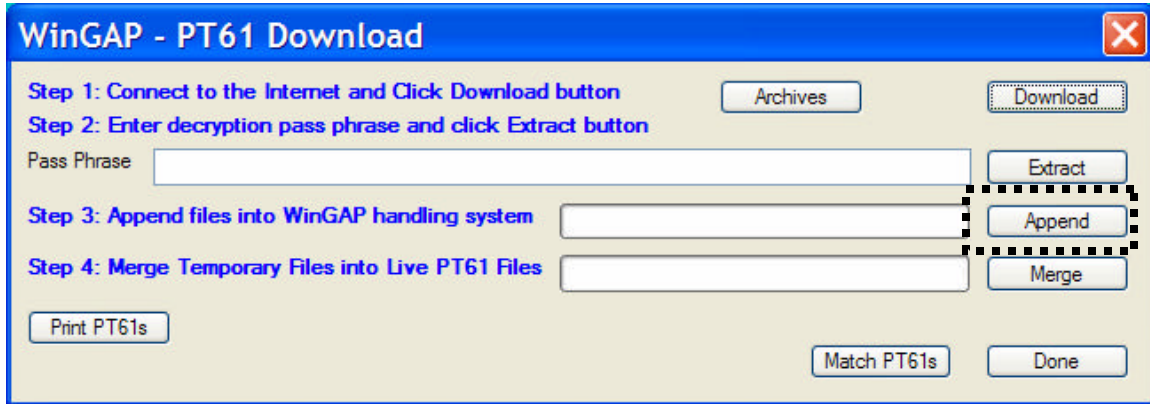 WinGAP - PT61 Download
Step 1: Connect to the Internet and Click Download button
Archives
Download
Step 2: Enter decryption pass phrase and click Extract button
Pass Phrase
Extract
Step 3: Append files into WinGAP handling system
Append
Step 4: Merge Temporary Files into Live PT61 Files
Merge
Print PT61s
Match PT61s
Done